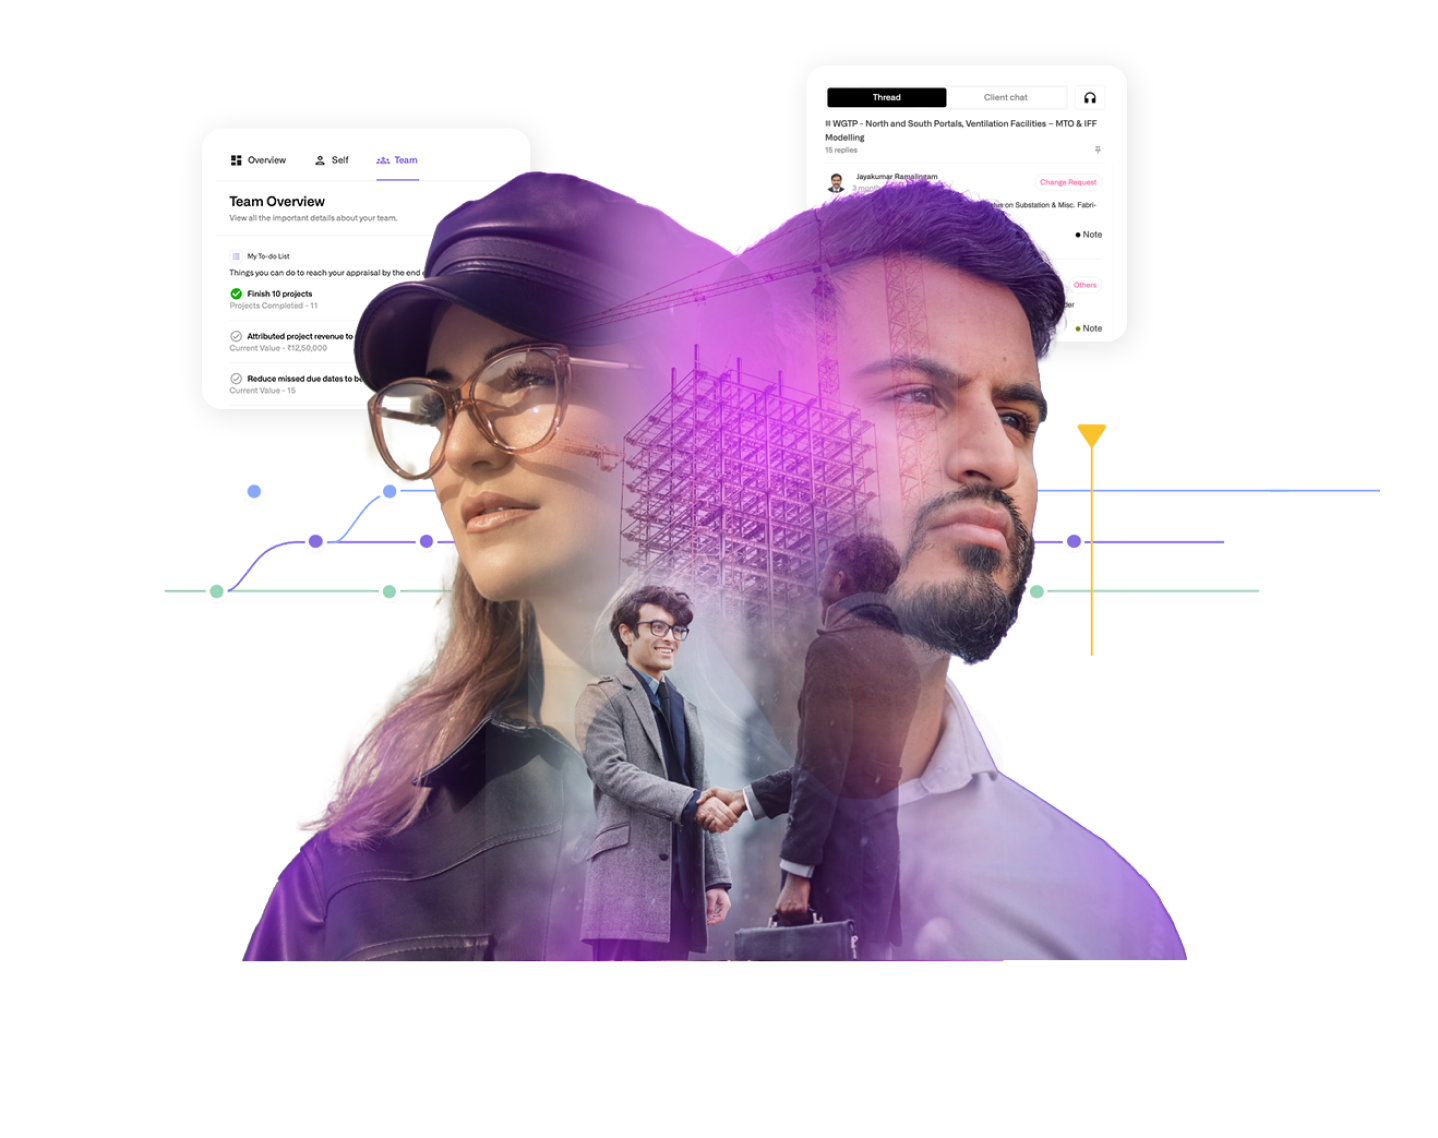 Overview
Self
Team
Team Overview
View all the important details about your team.
My To-do List
Things you can do to reach your appraisal by the end
Finish 10 projects
Projects Completed - 11
Attributed project revenue to
Current Value - ₹12,50,000
Reduce missed due dates to be
Current Value - 15
Thread
Client chat
WGTP - North and South Portals, Ventilation Facilities – MTO & IFF
Modelling
15 replies
Jayakumar Ramalingam
Change Request
3
on Substation & Misc. Fabri-
Note
Others
Note